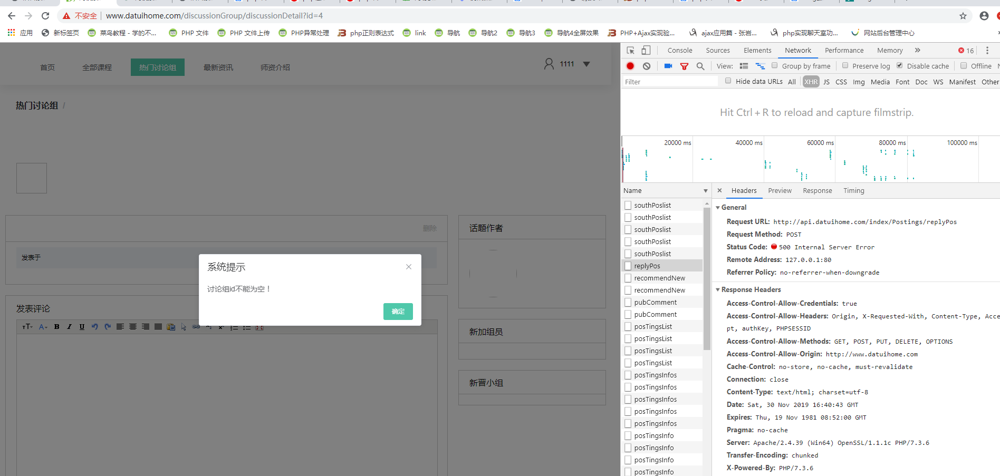 不安全 www.datuihome.com/discussionGroup/discussionDetail?id=4
应用 新标签页 菜鸟教程 - 学的不... PHP 文件 PHP 文件上传 PHP异常处理 php正则表达式 link 导航 导航2 导航3 导航4全屏效果 PHP+Ajax实现验... ajax应用篇 - 张岩... php实现聊天室功... 网站后台管理中心
首页 全部课程 热门讨论组 最新资讯 师资介绍 1111
热门讨论组 /
删除
发表于
发表评论
话题作者
新加组员
新晋小组
系统提示
讨论组id不能为空！
确定
Console Sources Elements Network Performance Memory 16
View: Group by frame Preserve log Disable cache Offline
Filter Hide data URLs All XHR JS CSS Img Media Font Doc WS Manifest Other
Hit Ctrl + R to reload and capture filmstrip.
20000 ms 40000 ms 60000 ms 80000 ms 100000 ms
Name
southPoslist
southPoslist
southPoslist
southPoslist
southPoslist
replyPos
recommendNew
recommendNew
pubComment
pubComment
posTingsList
posTingsList
posTingsList
posTingsList
posTingsInfos
posTingsInfos
posTingsInfos
posTingsInfos
posTingsInfos
posTingsInfo
posTingsInfo
posTingsInfo
posTingsInfo
Headers Preview Response Timing
General
Request URL: http://api.datuihome.com/index/Postings/replyPos
Request Method: POST
Status Code: 500 Internal Server Error
Remote Address: 127.0.0.1:80
Referrer Policy: no-referrer-when-downgrade
Response Headers
Access-Control-Allow-Credentials: true
Access-Control-Allow-Headers: Origin, X-Requested-With, Content-Type, Acce
pt, authKey, PHPSESSID
Access-Control-Allow-Methods: GET, POST, PUT, DELETE, OPTIONS
Access-Control-Allow-Origin: http://www.datuihome.com
Cache-Control: no-store, no-cache, must-revalidate
Connection: close
Content-Type: text/html; charset=utf-8
Date: Sat, 30 Nov 2019 16:40:43 GMT
Expires: Thu, 19 Nov 1981 08:52:00 GMT
Pragma: no-cache
Server: Apache/2.4.39 (Win64) OpenSSL/1.1.1c PHP/7.3.6
Transfer-Encoding: chunked
X-Powered-By: PHP/7.3.6